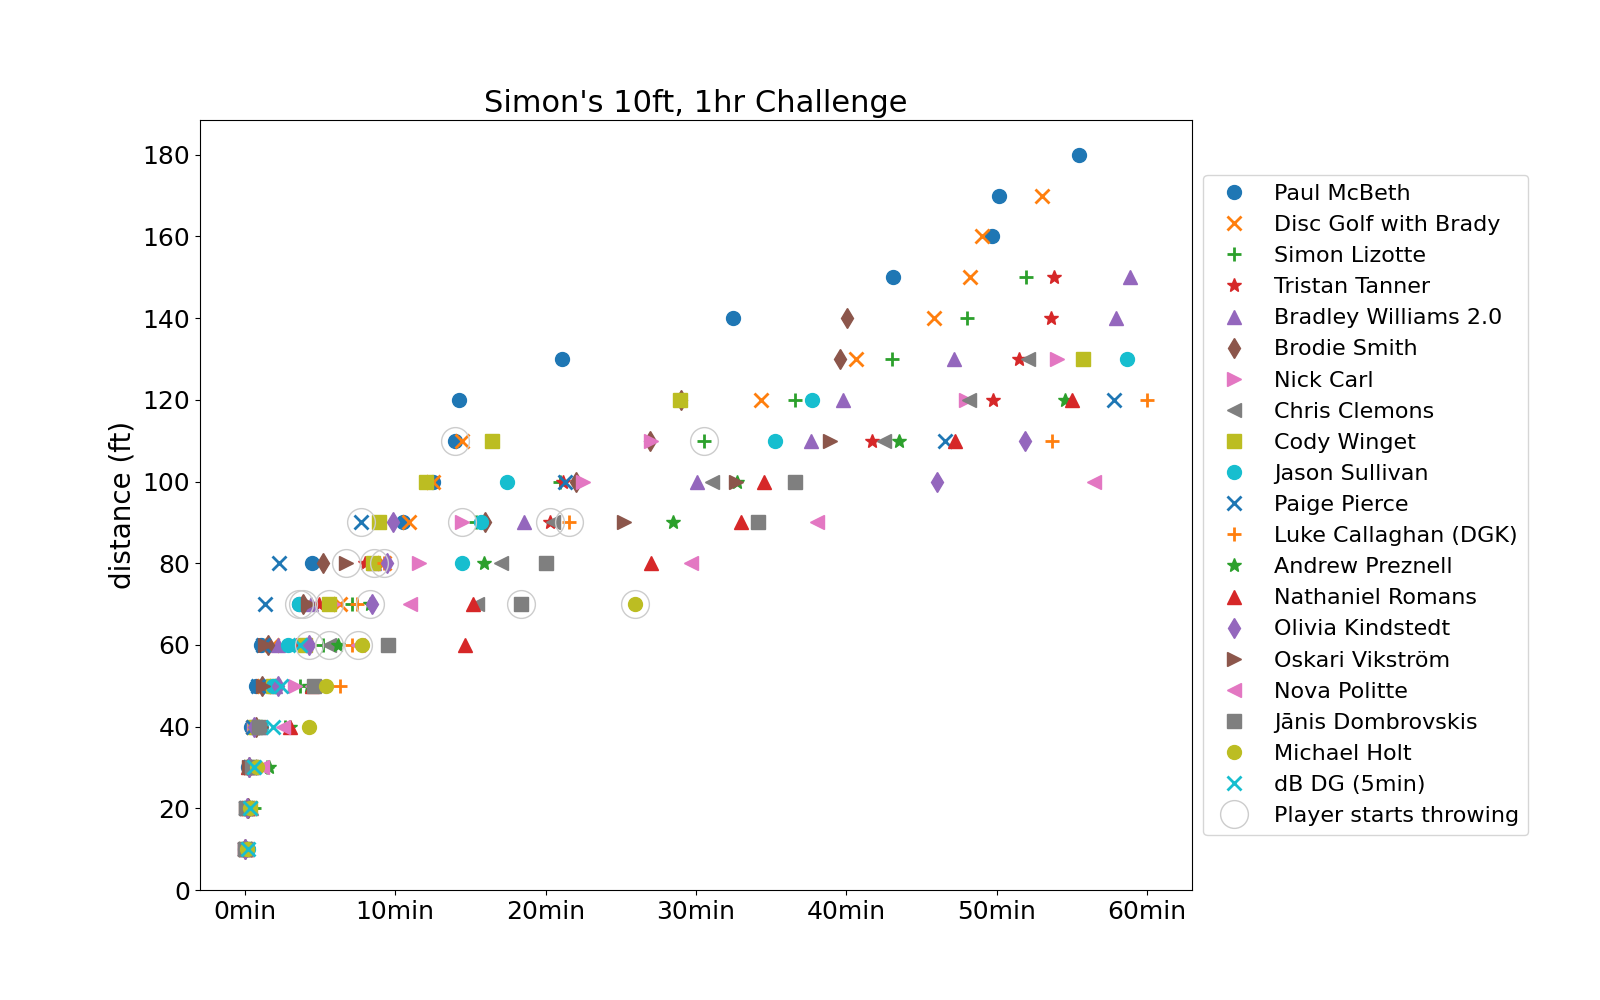 Simon's 10ft, 1hr Challenge
distance (ft)
180
160
140
120
100
80
60
40
20
0
0min
10min
20min
30min
40min
50min
60min
Paul McBeth
Disc Golf with Brady
Simon Lizotte
Tristan Tanner
Bradley Williams 2.0
Brodie Smith
Nick Carl
Chris Clemons
Cody Winget
Jason Sullivan
Paige Pierce
Luke Callaghan (DGK)
Andrew Preznell
Nathaniel Romans
Olivia Kindstedt
Oskari Vikström
Nova Politte
Jānis Dombrovskis
Michael Holt
dB DG (5min)
Player starts throwing